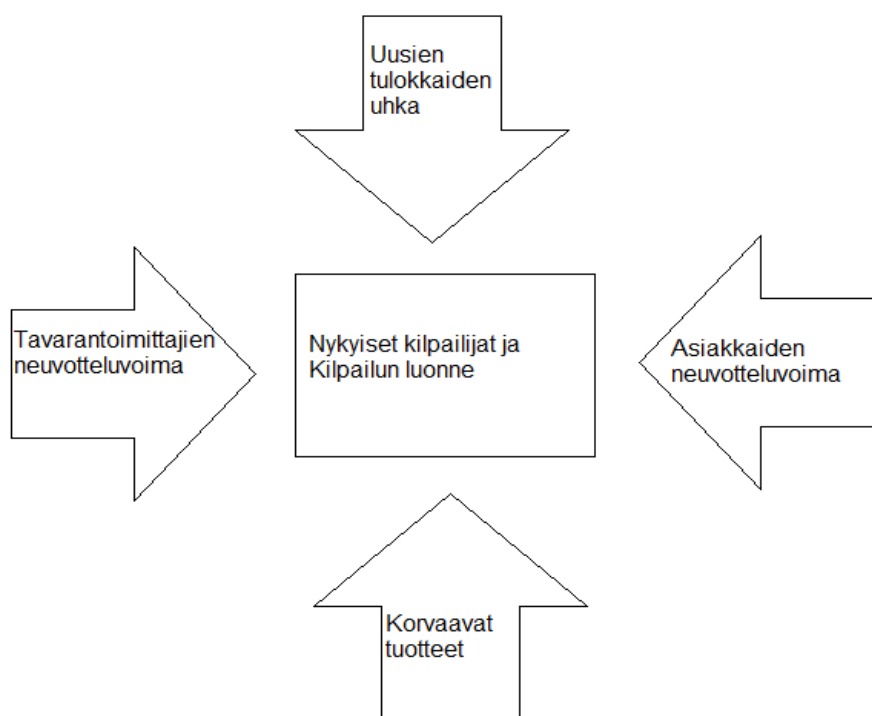 Uusien
tulokkaiden
uhka
Tavarantoimittajien
neuvotteluvoima
Nykyiset kilpailijat ja
Kilpailun luonne
Asiakkaiden
neuvotteluvoima
Korvaavat
tuotteet